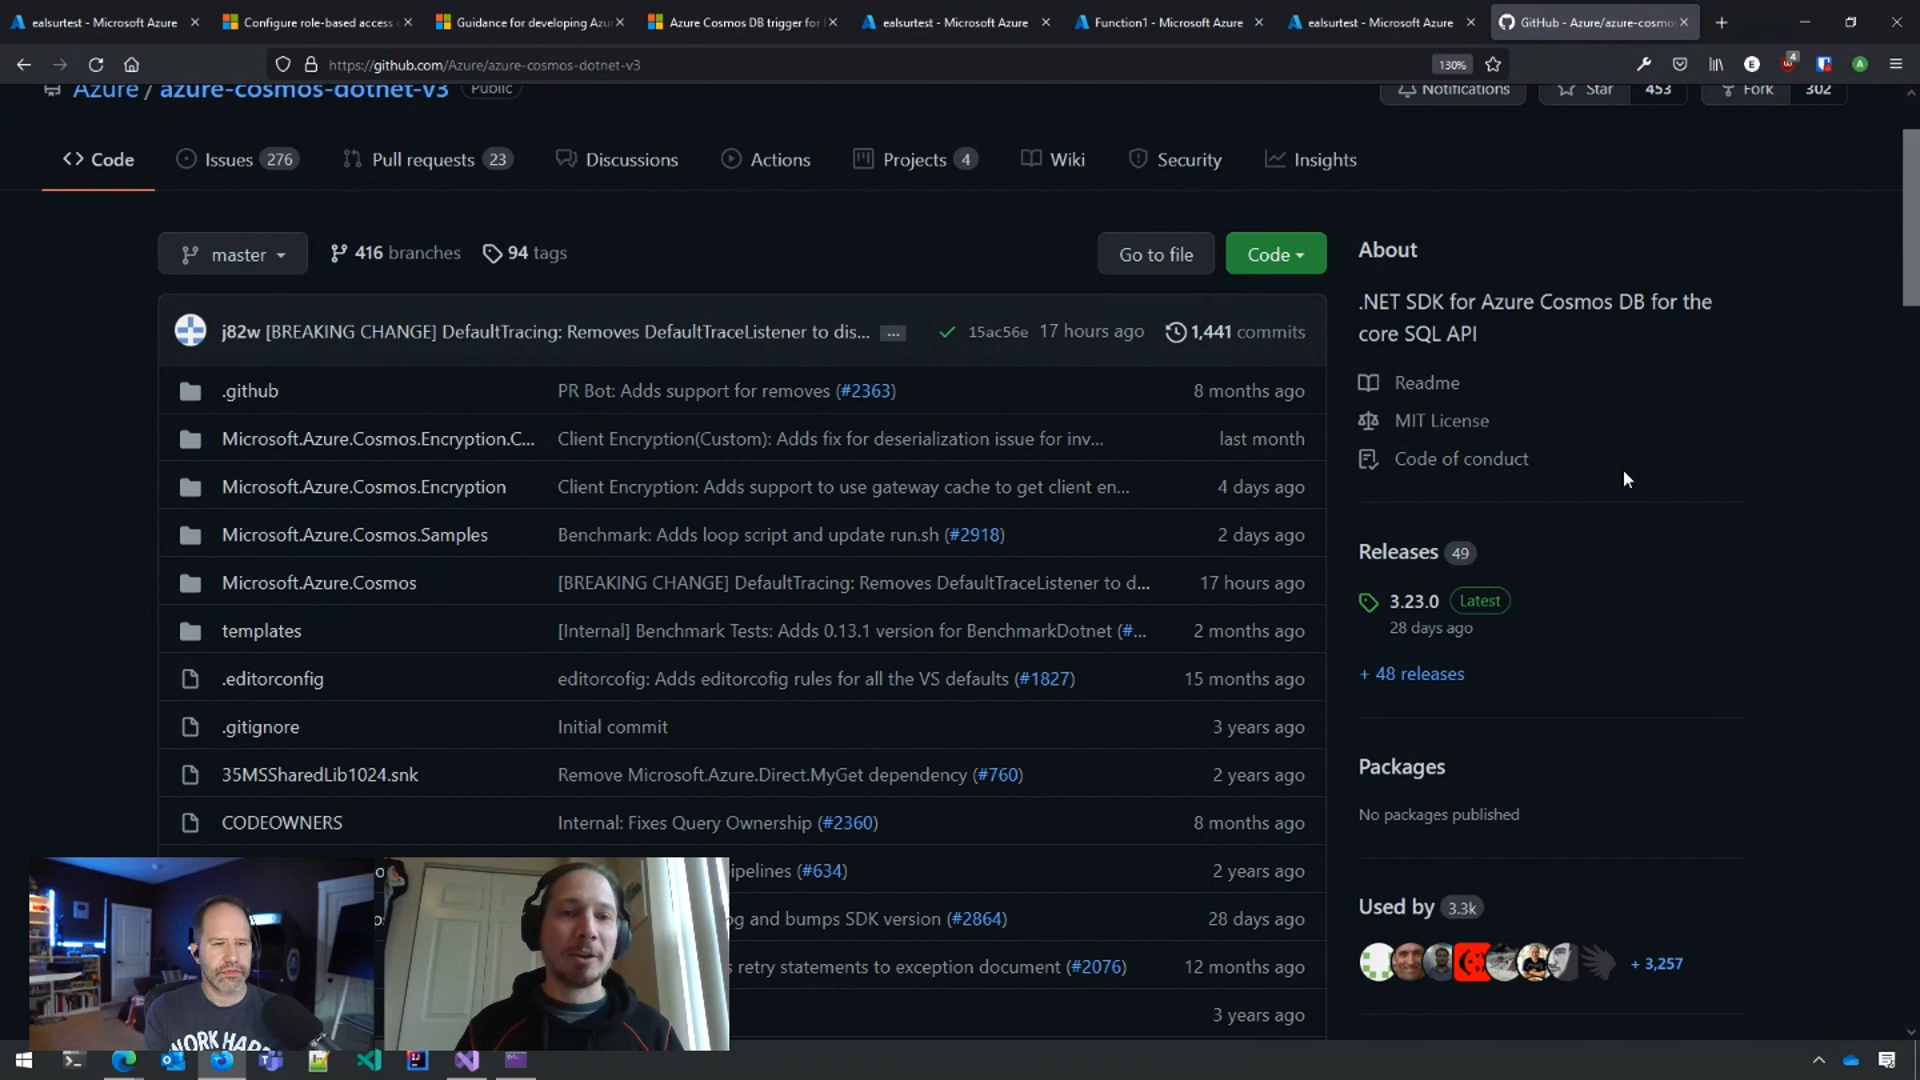 ealsurtest - Microsoft Azure
Configure role-based access c
Guidance for developing Azur
Azure Cosmos DB trigger for
ealsurtest - Microsoft Azure
Function1 - Microsoft Azure
ealsurtest - Microsoft Azure
GitHub - Azure/azure-cosmos
https://github.com/Azure/azure-cosmos-dotnet-v3
130%
4
Azure / azure-cosmos-dotnet-v3 Public
Notifications
Star 453
Fork 302
Code
Issues 276
Pull requests 23
Discussions
Actions
Projects 4
Wiki
Security
Insights
master
416 branches
94 tags
Go to file
Code
j82w [BREAKING CHANGE] DefaultTracing: Removes DefaultTraceListener to dis... ... 15ac56e 17 hours ago 1,441 commits
.github PR Bot: Adds support for removes (#2363) 8 months ago
Microsoft.Azure.Cosmos.Encryption.C... Client Encryption(Custom): Adds fix for deserialization issue for inv... last month
Microsoft.Azure.Cosmos.Encryption Client Encryption: Adds support to use gateway cache to get client en... 4 days ago
Microsoft.Azure.Cosmos.Samples Benchmark: Adds loop script and update run.sh (#2918) 2 days ago
Microsoft.Azure.Cosmos [BREAKING CHANGE] DefaultTracing: Removes DefaultTraceListener to d... 17 hours ago
templates [Internal] Benchmark Tests: Adds 0.13.1 version for BenchmarkDotnet (#... 2 months ago
.editorconfig editorcofig: Adds editorcofig rules for all the VS defaults (#1827) 15 months ago
.gitignore Initial commit 3 years ago
35MSSharedLib1024.snk Remove Microsoft.Azure.Direct.MyGet dependency (#760) 2 years ago
CODEOWNERS Internal: Fixes Query Ownership (#2360) 8 months ago
ipelines (#634) 2 years ago
og and bumps SDK version (#2864) 28 days ago
s retry statements to exception document (#2076) 12 months ago
3 years ago
About
.NET SDK for Azure Cosmos DB for the
core SQL API
Readme
MIT License
Code of conduct
Releases 49
3.23.0 Latest
28 days ago
+ 48 releases
Packages
No packages published
Used by 3.3k
+ 3,257
WORK HARD